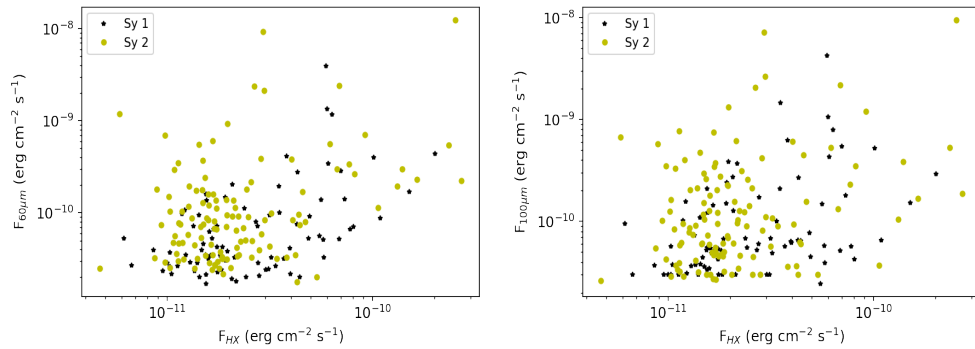 10⁻⁸
10⁻⁹
10⁻¹⁰
F₆₀μm (erg cm⁻² s⁻¹)
Sy 1
Sy 2
10⁻¹¹
10⁻¹⁰
F_HX (erg cm⁻² s⁻¹)
10⁻⁸
10⁻⁹
10⁻¹⁰
F₁₀₀μm (erg cm⁻² s⁻¹)
Sy 1
Sy 2
10⁻¹¹
10⁻¹⁰
F_HX (erg cm⁻² s⁻¹)